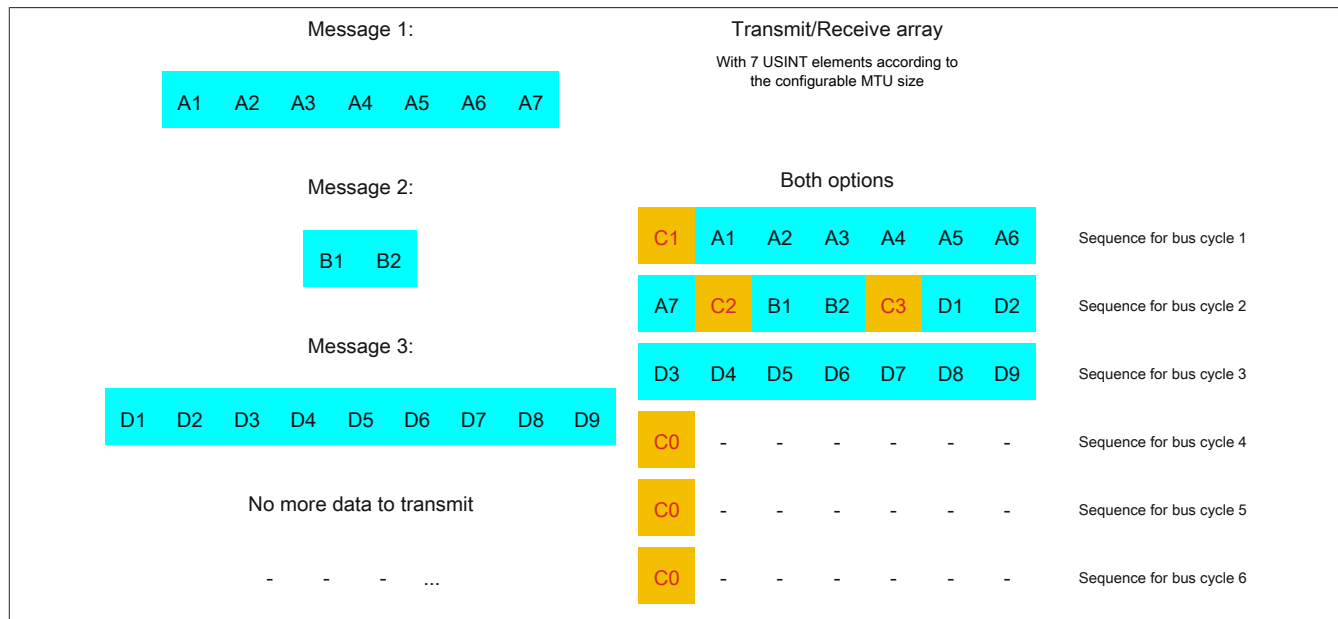 Message 1:
A1 A2 A3 A4 A5 A6 A7
Message 2:
B1 B2
Message 3:
D1 D2 D3 D4 D5 D6 D7 D8 D9
No more data to transmit
- - - ...
Transmit/Receive array
With 7 USINT elements according to
the configurable MTU size
Both options
C1 A1 A2 A3 A4 A5 A6 Sequence for bus cycle 1
A7 C2 B1 B2 C3 D1 D2 Sequence for bus cycle 2
D3 D4 D5 D6 D7 D8 D9 Sequence for bus cycle 3
C0 - - - - - - Sequence for bus cycle 4
C0 - - - - - - Sequence for bus cycle 5
C0 - - - - - - Sequence for bus cycle 6